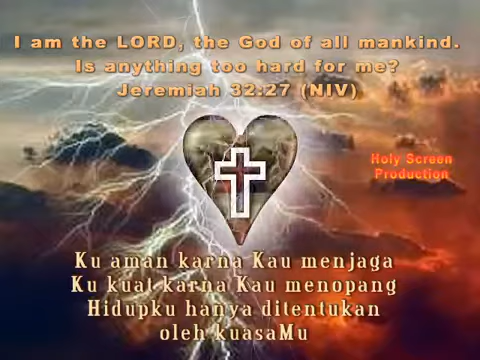 I am the LORD, the God of all mankind.
Is anything too hard for me?
Jeremiah 32:27 (NIV)
Holy Screen
Production
Ku aman karna Kau menjaga
Ku kuat karna Kau menopang
Hidupku hanya ditentukan
oleh kuasaMu